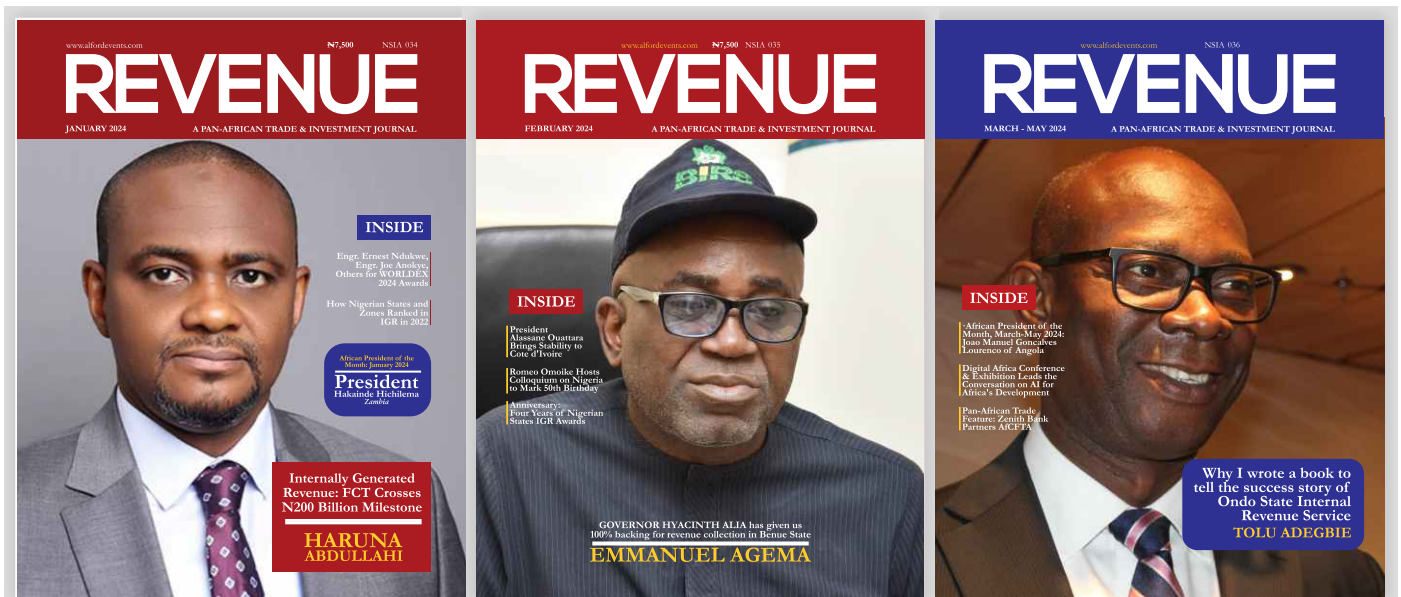 www.alfordevents.com
₦7,500
NSIA 034
REVENUE
JANUARY 2024
A PAN-AFRICAN TRADE & INVESTMENT JOURNAL
INSIDE
Engr. Ernest Ndukwe,
Engr. Joe Anokye,
Others for WORLDEX
2024 Awards
How Nigerian States and
Zones Ranked in
IGR in 2022
African President of the
Month: January 2024
President
Hakainde Hichilema
Zambia
Internally Generated
Revenue: FCT Crosses
N200 Billion Milestone
HARUNA
ABDULLAHI
www.alfordevents.com
₦7,500
NSIA 035
REVENUE
FEBRUARY 2024
A PAN-AFRICAN TRADE & INVESTMENT JOURNAL
BIRS
INSIDE
President
Alassane Ouattara
Brings Stability to
Cote d'Ivoire
Romeo Omoike Hosts
Colloquium on Nigeria
to Mark 50th Birthday
Anniversary:
Four Years of Nigerian
States IGR Awards
GOVERNOR HYACINTH ALIA has given us
100% backing for revenue collection in Benue State
EMMANUEL AGEMA
www.alfordevents.com
NSIA 036
REVENUE
MARCH - MAY 2024
A PAN-AFRICAN TRADE & INVESTMENT JOURNAL
INSIDE
·African President of the
Month, March-May 2024:
Joao Manuel Goncalves
Lourenco of Angola
Digital Africa Conference
& Exhibition Leads the
Conversation on AI for
Africa's Development
Pan-African Trade
Feature: Zenith Bank
Partners AfCFTA
Why I wrote a book to
tell the success story of
Ondo State Internal
Revenue Service
TOLU ADEGBIE